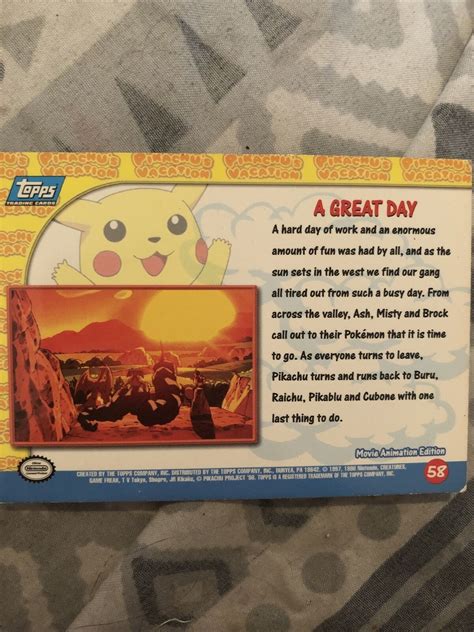 PIKACHU'S VACATION PIKACHU'S VACATION PIKACHU'S VACATION PIKACHU'S VACATION
Topps
TRADING CARDS
A GREAT DAY
A hard day of work and an enormous
amount of fun was had by all, and as the
sun sets in the west we find our gang
all tired out from such a busy day. From
across the valley, Ash, Misty and Brock
call out to their Pokémon that it is time
to go. As everyone turns to leave,
Pikachu turns and runs back to Buru,
Raichu, Pikablu and Cubone with one
last thing to do.
Movie Animation Edition
58
Nintendo
CREATED BY THE TOPPS COMPANY, INC. DISTRIBUTED BY THE TOPPS COMPANY, INC., DURYEA, PA 18642. © 1997, 1998 Nintendo, CREATURES,
GAME FREAK, T V Tokyo, Shopro, JR Kikaku. © PIKACHU PROJECT '98. TOPPS IS A REGISTERED TRADEMARK OF THE TOPPS COMPANY, INC.